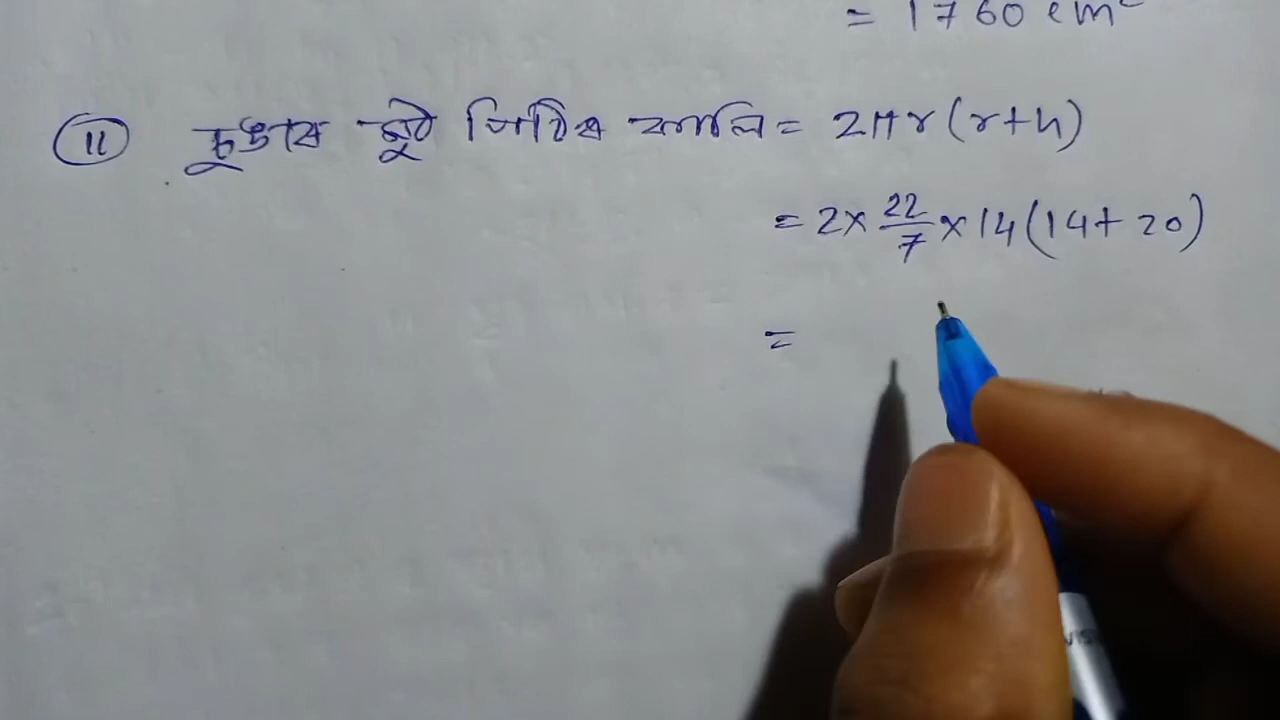 = 1760 cm²
(ii) চুঙাৰ মুঠ পিঠিৰ কালি = 2πr(r+h)
= 2 × 22/7 × 14(14+20)
=